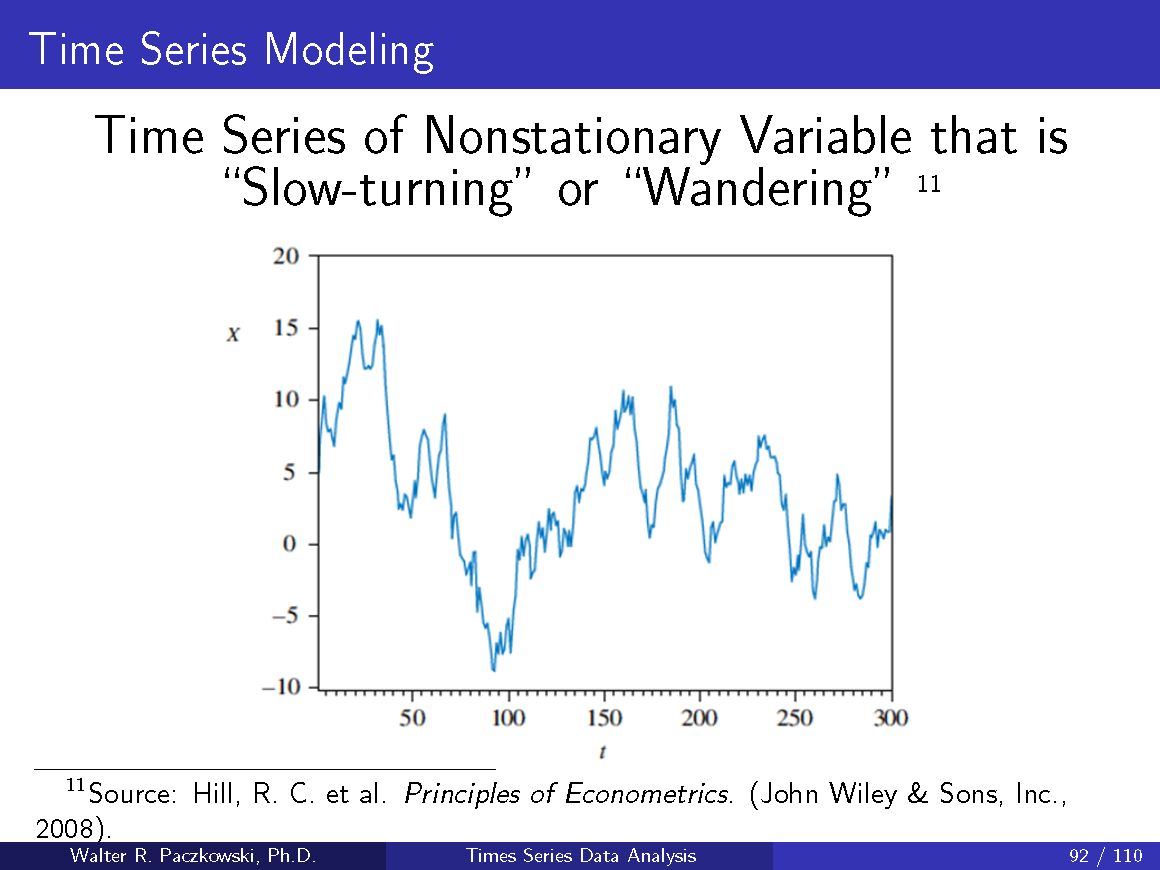 Time Series Modeling
Time Series of Nonstationary Variable that is
“Slow-turning” or “Wandering” 11
20
x
15
10
5
0
−5
−10
50 100 150 200 250 300
t
11Source: Hill, R. C. et al. Principles of Econometrics. (John Wiley & Sons, Inc.,
2008).
Walter R. Paczkowski, Ph.D. Times Series Data Analysis 92 / 110